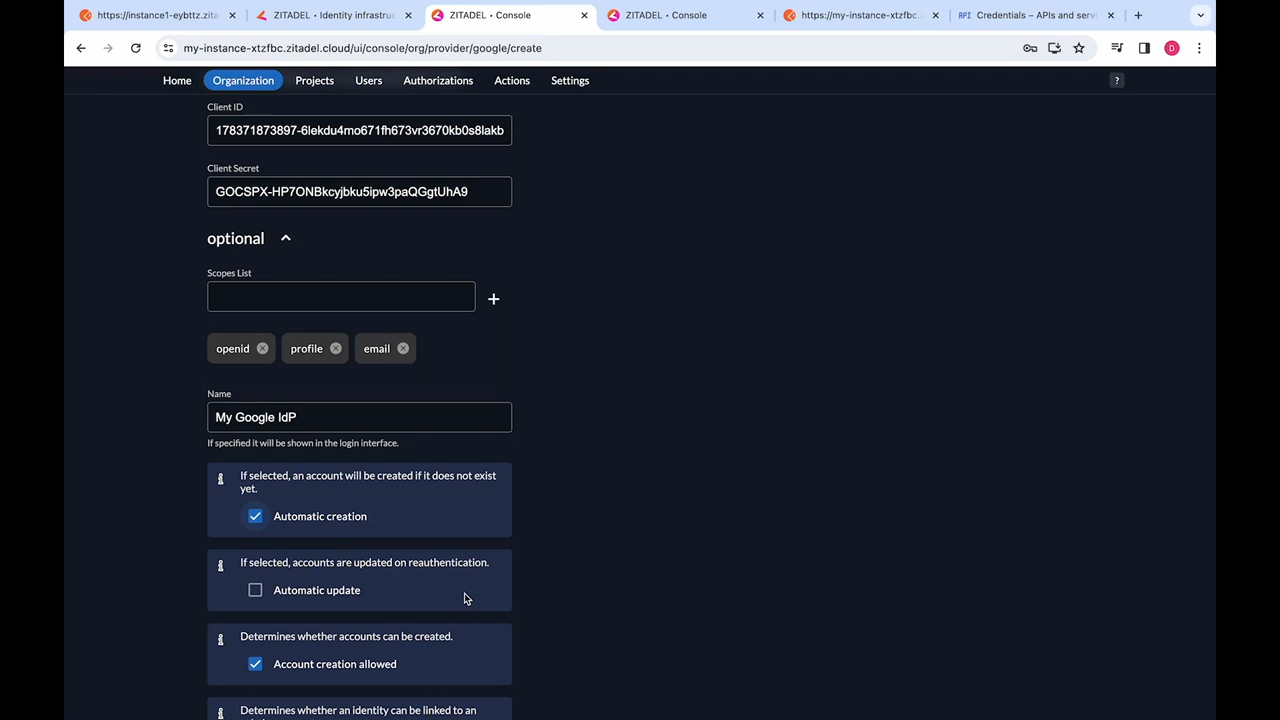 https://instance1-eybttz.zita
ZITADEL • Identity infrastruc
ZITADEL • Console
ZITADEL • Console
https://my-instance-xtzfbc.
API Credentials – APIs and servi
my-instance-xtzfbc.zitadel.cloud/ui/console/org/provider/google/create
D
Home Organization Projects Users Authorizations Actions Settings ?
Client ID
178371873897-6lekdu4mo671fh673vr3670kb0s8lakb
Client Secret
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
optional
Scopes List
openid profile email
Name
My Google IdP
If specified it will be shown in the login interface.
If selected, an account will be created if it does not exist
yet.
Automatic creation
If selected, accounts are updated on reauthentication.
Automatic update
Determines whether accounts can be created.
Account creation allowed
Determines whether an identity can be linked to an